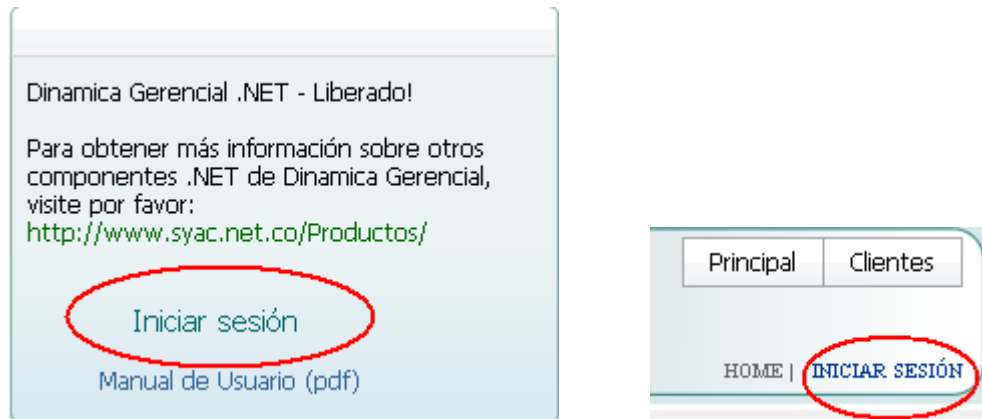 Dinamica Gerencial .NET - Liberado!
Para obtener más información sobre otros
componentes .NET de Dinamica Gerencial,
visite por favor:
http://www.syac.net.co/Productos/
Iniciar sesión
Manual de Usuario (pdf)
Principal Clientes
HOME | INICIAR SESIÓN